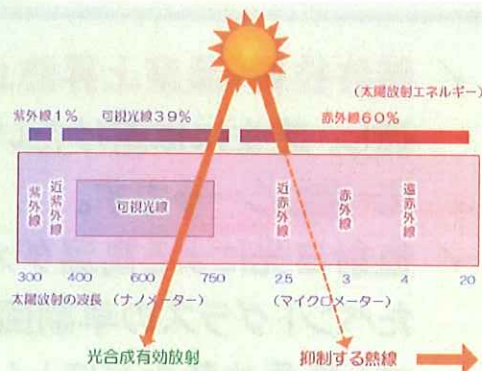 (太陽放射エネルギー)
紫外線1% 可視光線39% 赤外線60%
紫外線 近紫外線 可視光線 近赤外線 赤外線 遠赤外線
300 400 600 750 2.5 3 4 20
太陽放射の波長 (ナノメーター) (マイクロメーター)
光合成有効放射 抑制する熱線